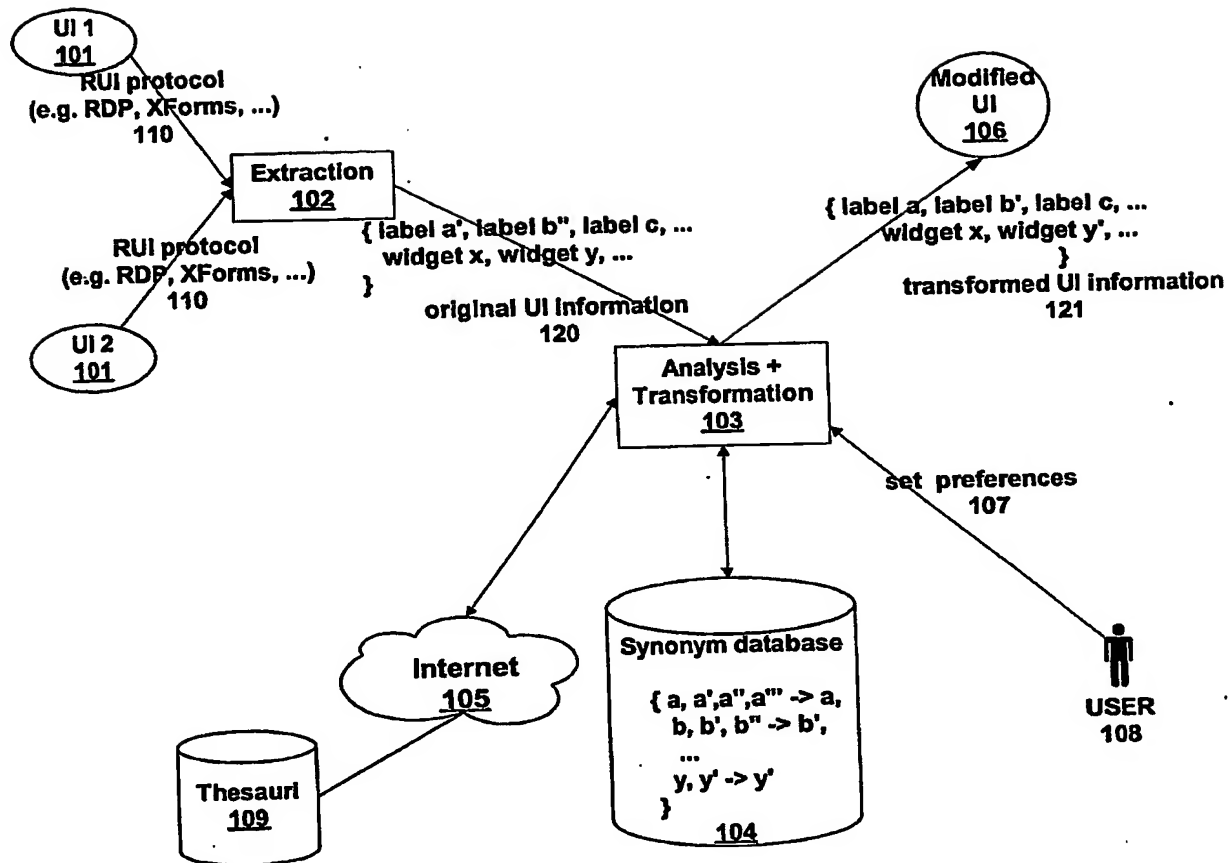 UI 1
101
RUI protocol
(e.g. RDP, XForms, ...)
110
Extraction
102
RUI protocol
(e.g. RDP, XForms, ...)
110
UI 2
101
{ label a', label b'', label c, ...
widget x, widget y, ...
}
original UI information
120
Modified
UI
106
{ label a, label b', label c, ...
widget x, widget y', ...
}
transformed UI information
121
Analysis +
Transformation
103
set preferences
107
USER
108
Internet
105
Thesauri
109
Synonym database
{ a, a',a'',a''' -> a,
b, b', b'' -> b',
...
y, y' -> y'
}
104